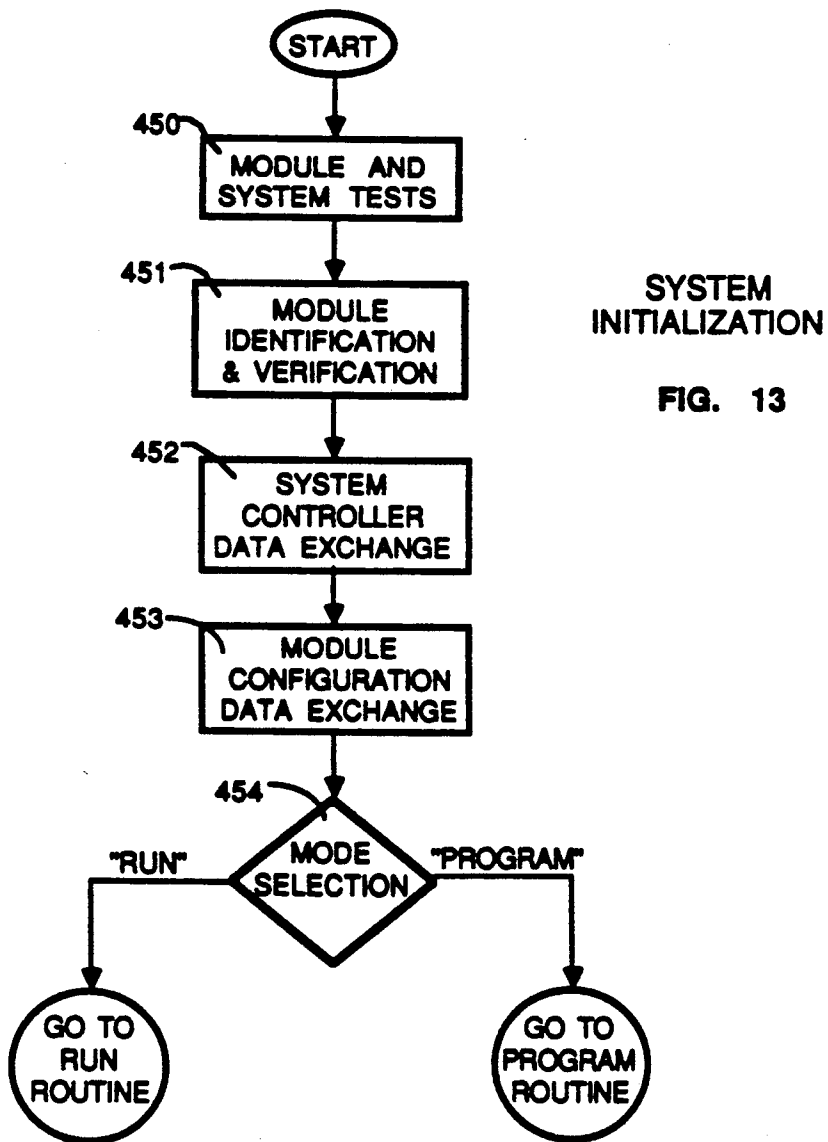 START
450
MODULE AND
SYSTEM TESTS
451
MODULE
IDENTIFICATION
& VERIFICATION
SYSTEM
INITIALIZATION
FIG. 13
452
SYSTEM
CONTROLLER
DATA EXCHANGE
453
MODULE
CONFIGURATION
DATA EXCHANGE
454
MODE
SELECTION
"RUN"
"PROGRAM"
GO TO
RUN
ROUTINE
GO TO
PROGRAM
ROUTINE